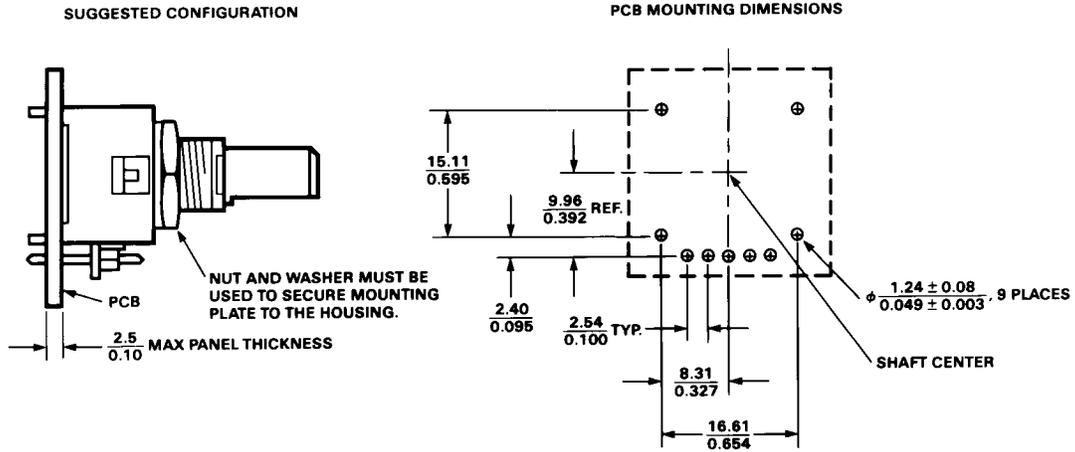 SUGGESTED CONFIGURATION
NUT AND WASHER MUST BE
USED TO SECURE MOUNTING
PLATE TO THE HOUSING.
PCB
2.5
0.10
MAX PANEL THICKNESS
PCB MOUNTING DIMENSIONS
15.11
0.595
9.96
0.392
REF.
2.40
0.095
2.54
0.100
TYP.
8.31
0.327
16.61
0.654
ϕ
1.24 ± 0.08
0.049 ± 0.003
, 9 PLACES
SHAFT CENTER